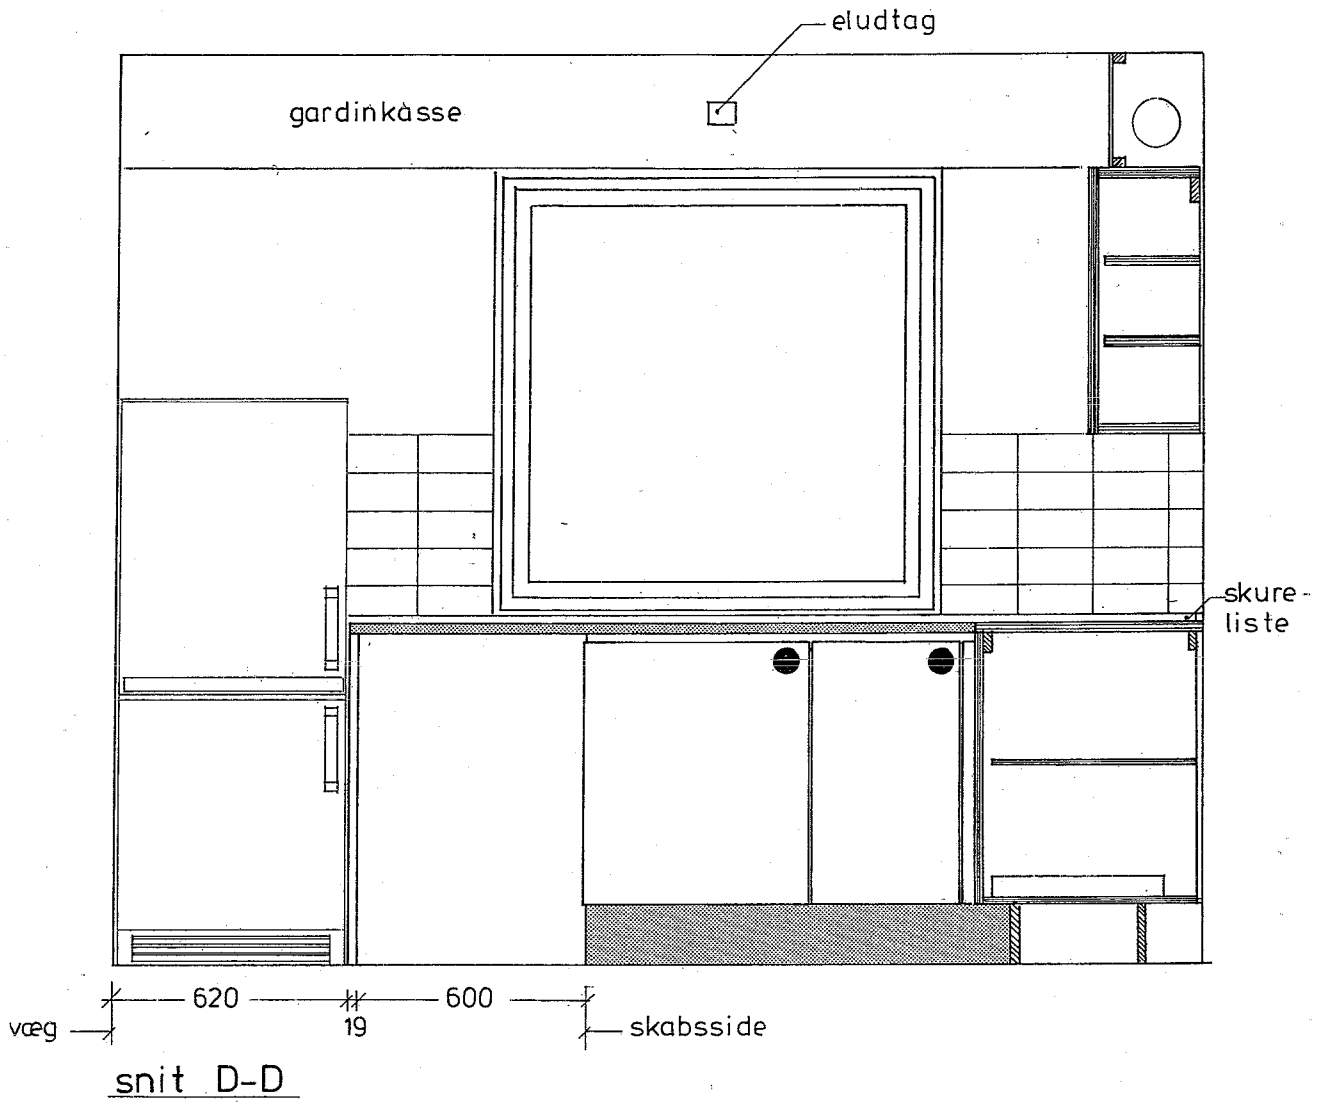 eludtag
gardinkasse
skure-
liste
620
600
væg
19
skabsside
snit D-D